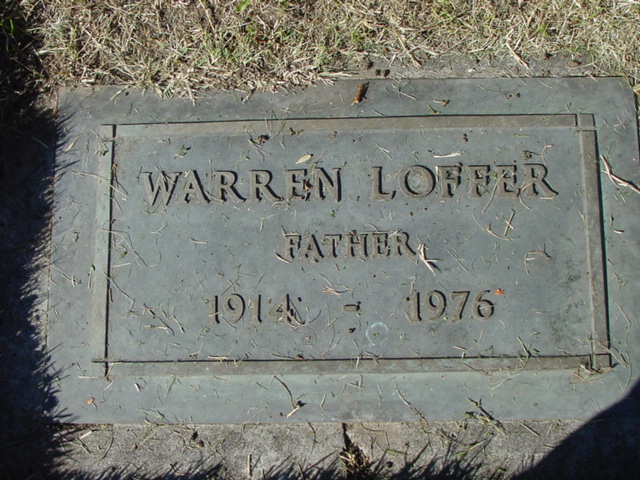 WARREN LOFFER
FATHER
1914 - 1976